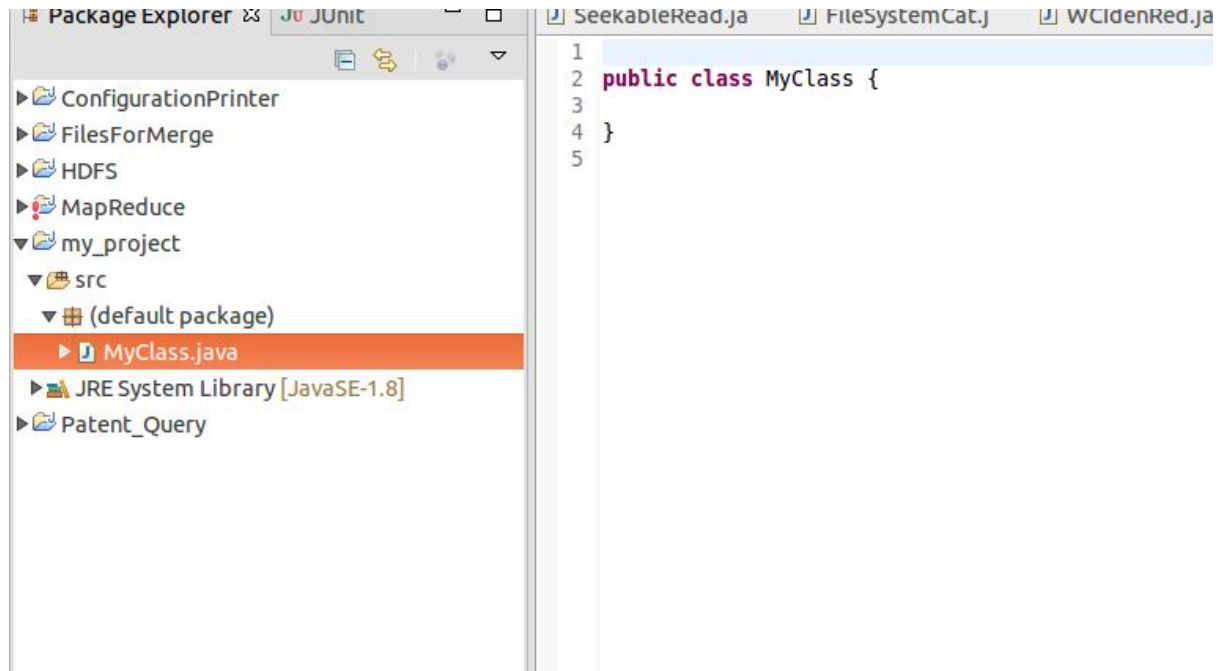 Package Explorer JU JUnit
SeekableRead.ja FileSystemCat.j WCIdenRed.ja
ConfigurationPrinter
FilesForMerge
HDFS
MapReduce
my_project
src
(default package)
MyClass.java
JRE System Library [JavaSE-1.8]
Patent_Query
1
2 public class MyClass {
3
4 }
5